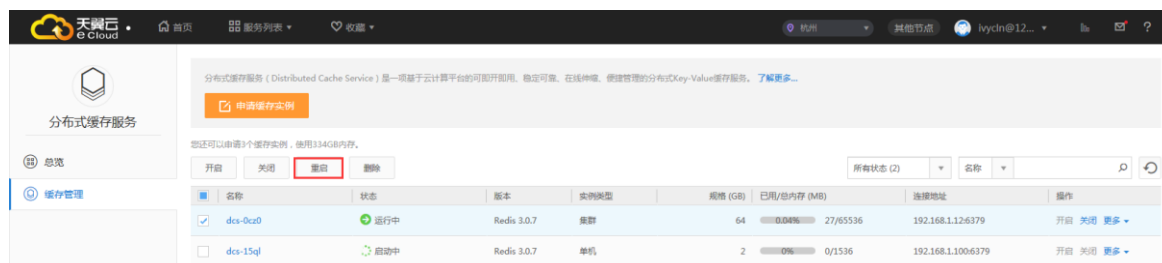 天翼云
e Cloud
首页 服务列表 收藏 杭州 其他节点 ivycln@12... ?
分布式缓存服务
总览
缓存管理
分布式缓存服务（Distributed Cache Service）是一项基于云计算平台的可即开即用、稳定可靠、在线伸缩、便捷管理的分布式Key-Value缓存服务。 了解更多...
申请缓存实例
您还可以申请3个缓存实例，使用334GB内存。
开启 关闭 重启 删除 所有状态 (2) 名称
名称 状态 版本 实例类型 规格 (GB) 已用/总内存 (MB) 连接地址 操作
dcs-0cz0 运行中 Redis 3.0.7 集群 64 0.04% 27/65536 192.168.1.12:6379 开启 关闭 更多
dcs-15ql 启动中 Redis 3.0.7 单机 2 0% 0/1536 192.168.1.100:6379 开启 关闭 更多